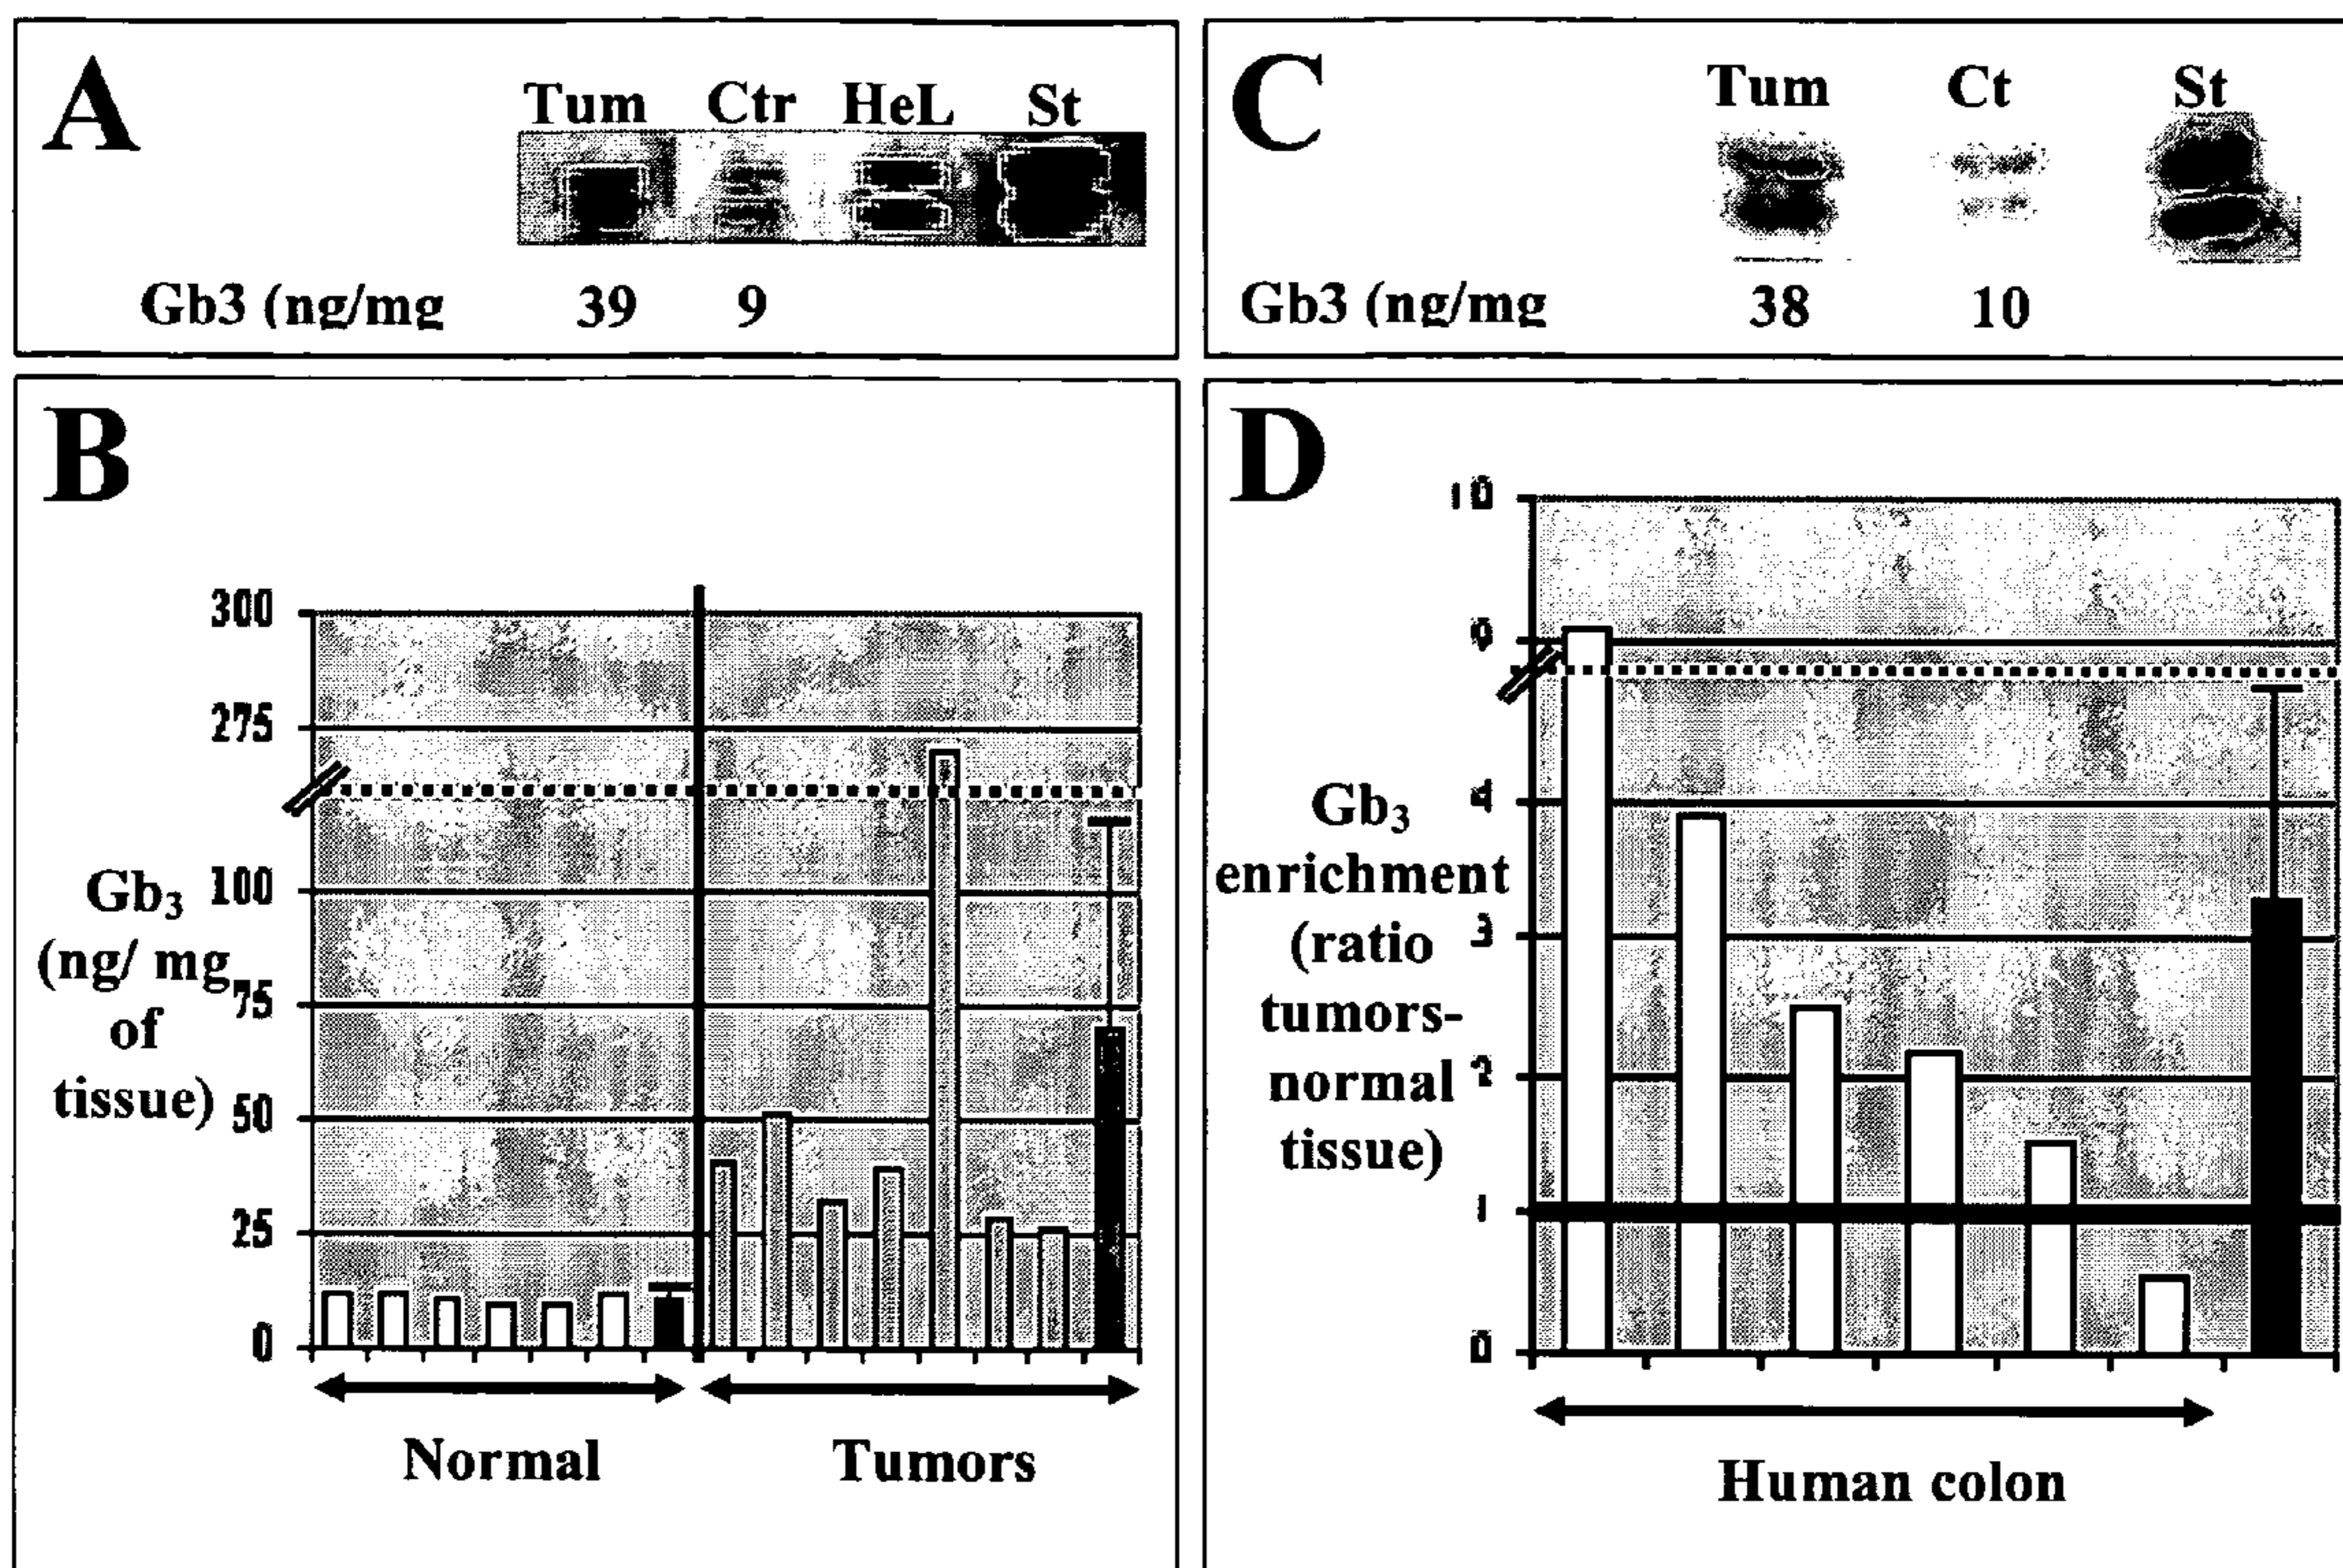 A
Tum Ctr HeL St
Gb3 (ng/mg 39 9
C
Tum Ct St
Gb3 (ng/mg 38 10
B
300
275
100
75
50
25
0
Gb3
(ng/ mg
of
tissue)
Normal Tumors
D
10
9
4
3
2
1
0
Gb3
enrichment
(ratio
tumors-
normal
tissue)
Human colon